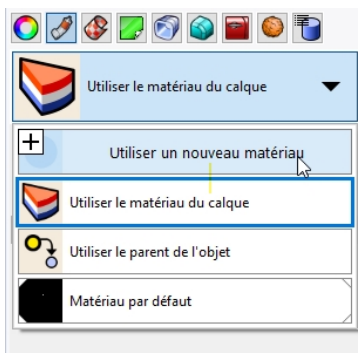 Utiliser le matériau du calque
Utiliser un nouveau matériau
Utiliser le matériau du calque
Utiliser le parent de l'objet
Matériau par défaut